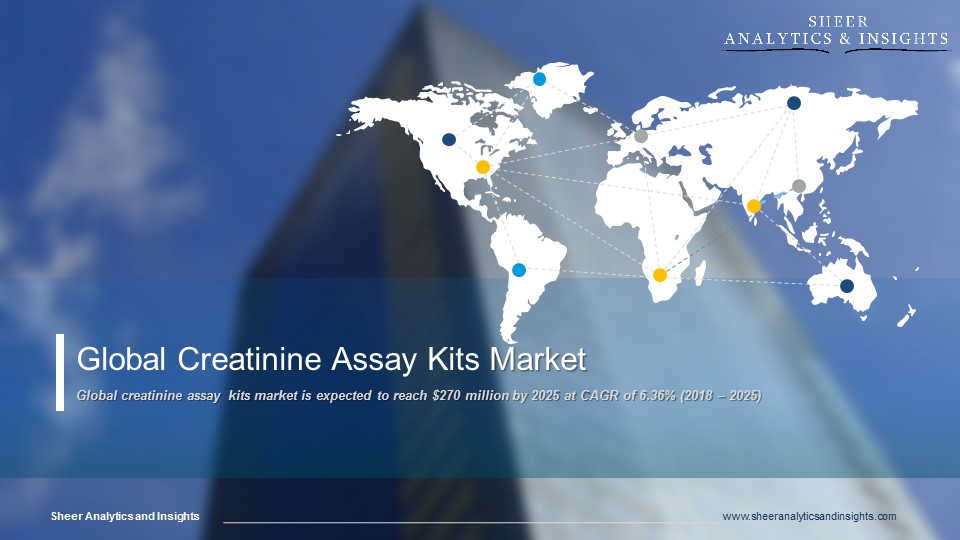 SHEER
ANALYTICS & INSIGHTS
Global Creatinine Assay Kits Market
Global creatinine assay kits market is expected to reach $270 million by 2025 at CAGR of 6.36% (2018 – 2025)
Sheer Analytics and Insights
www.sheeranalyticsandinsights.com